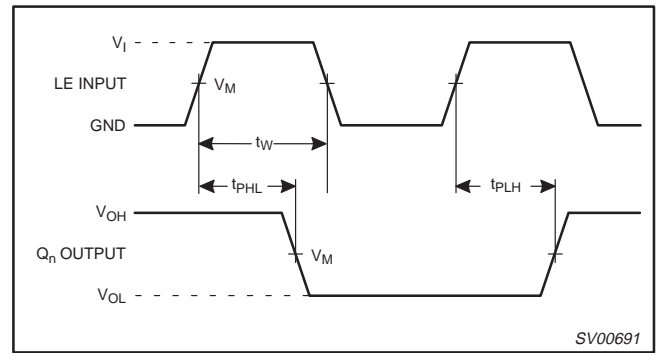 VI
LE INPUT
VM
GND
tW
tPHL
tPLH
VOH
Qn OUTPUT
VM
VOL
SV00691